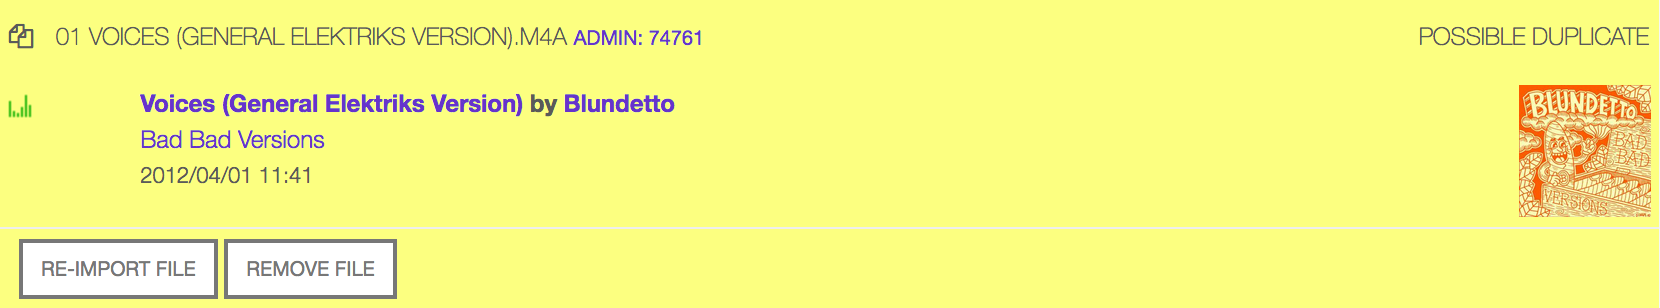 01 VOICES (GENERAL ELEKTRIKS VERSION).M4A ADMIN: 74761 POSSIBLE DUPLICATE
Voices (General Elektriks Version) by Blundetto
Bad Bad Versions
2012/04/01 11:41
BLUNDETTO
BAD
BAD
VERSIONS
RE-IMPORT FILE REMOVE FILE